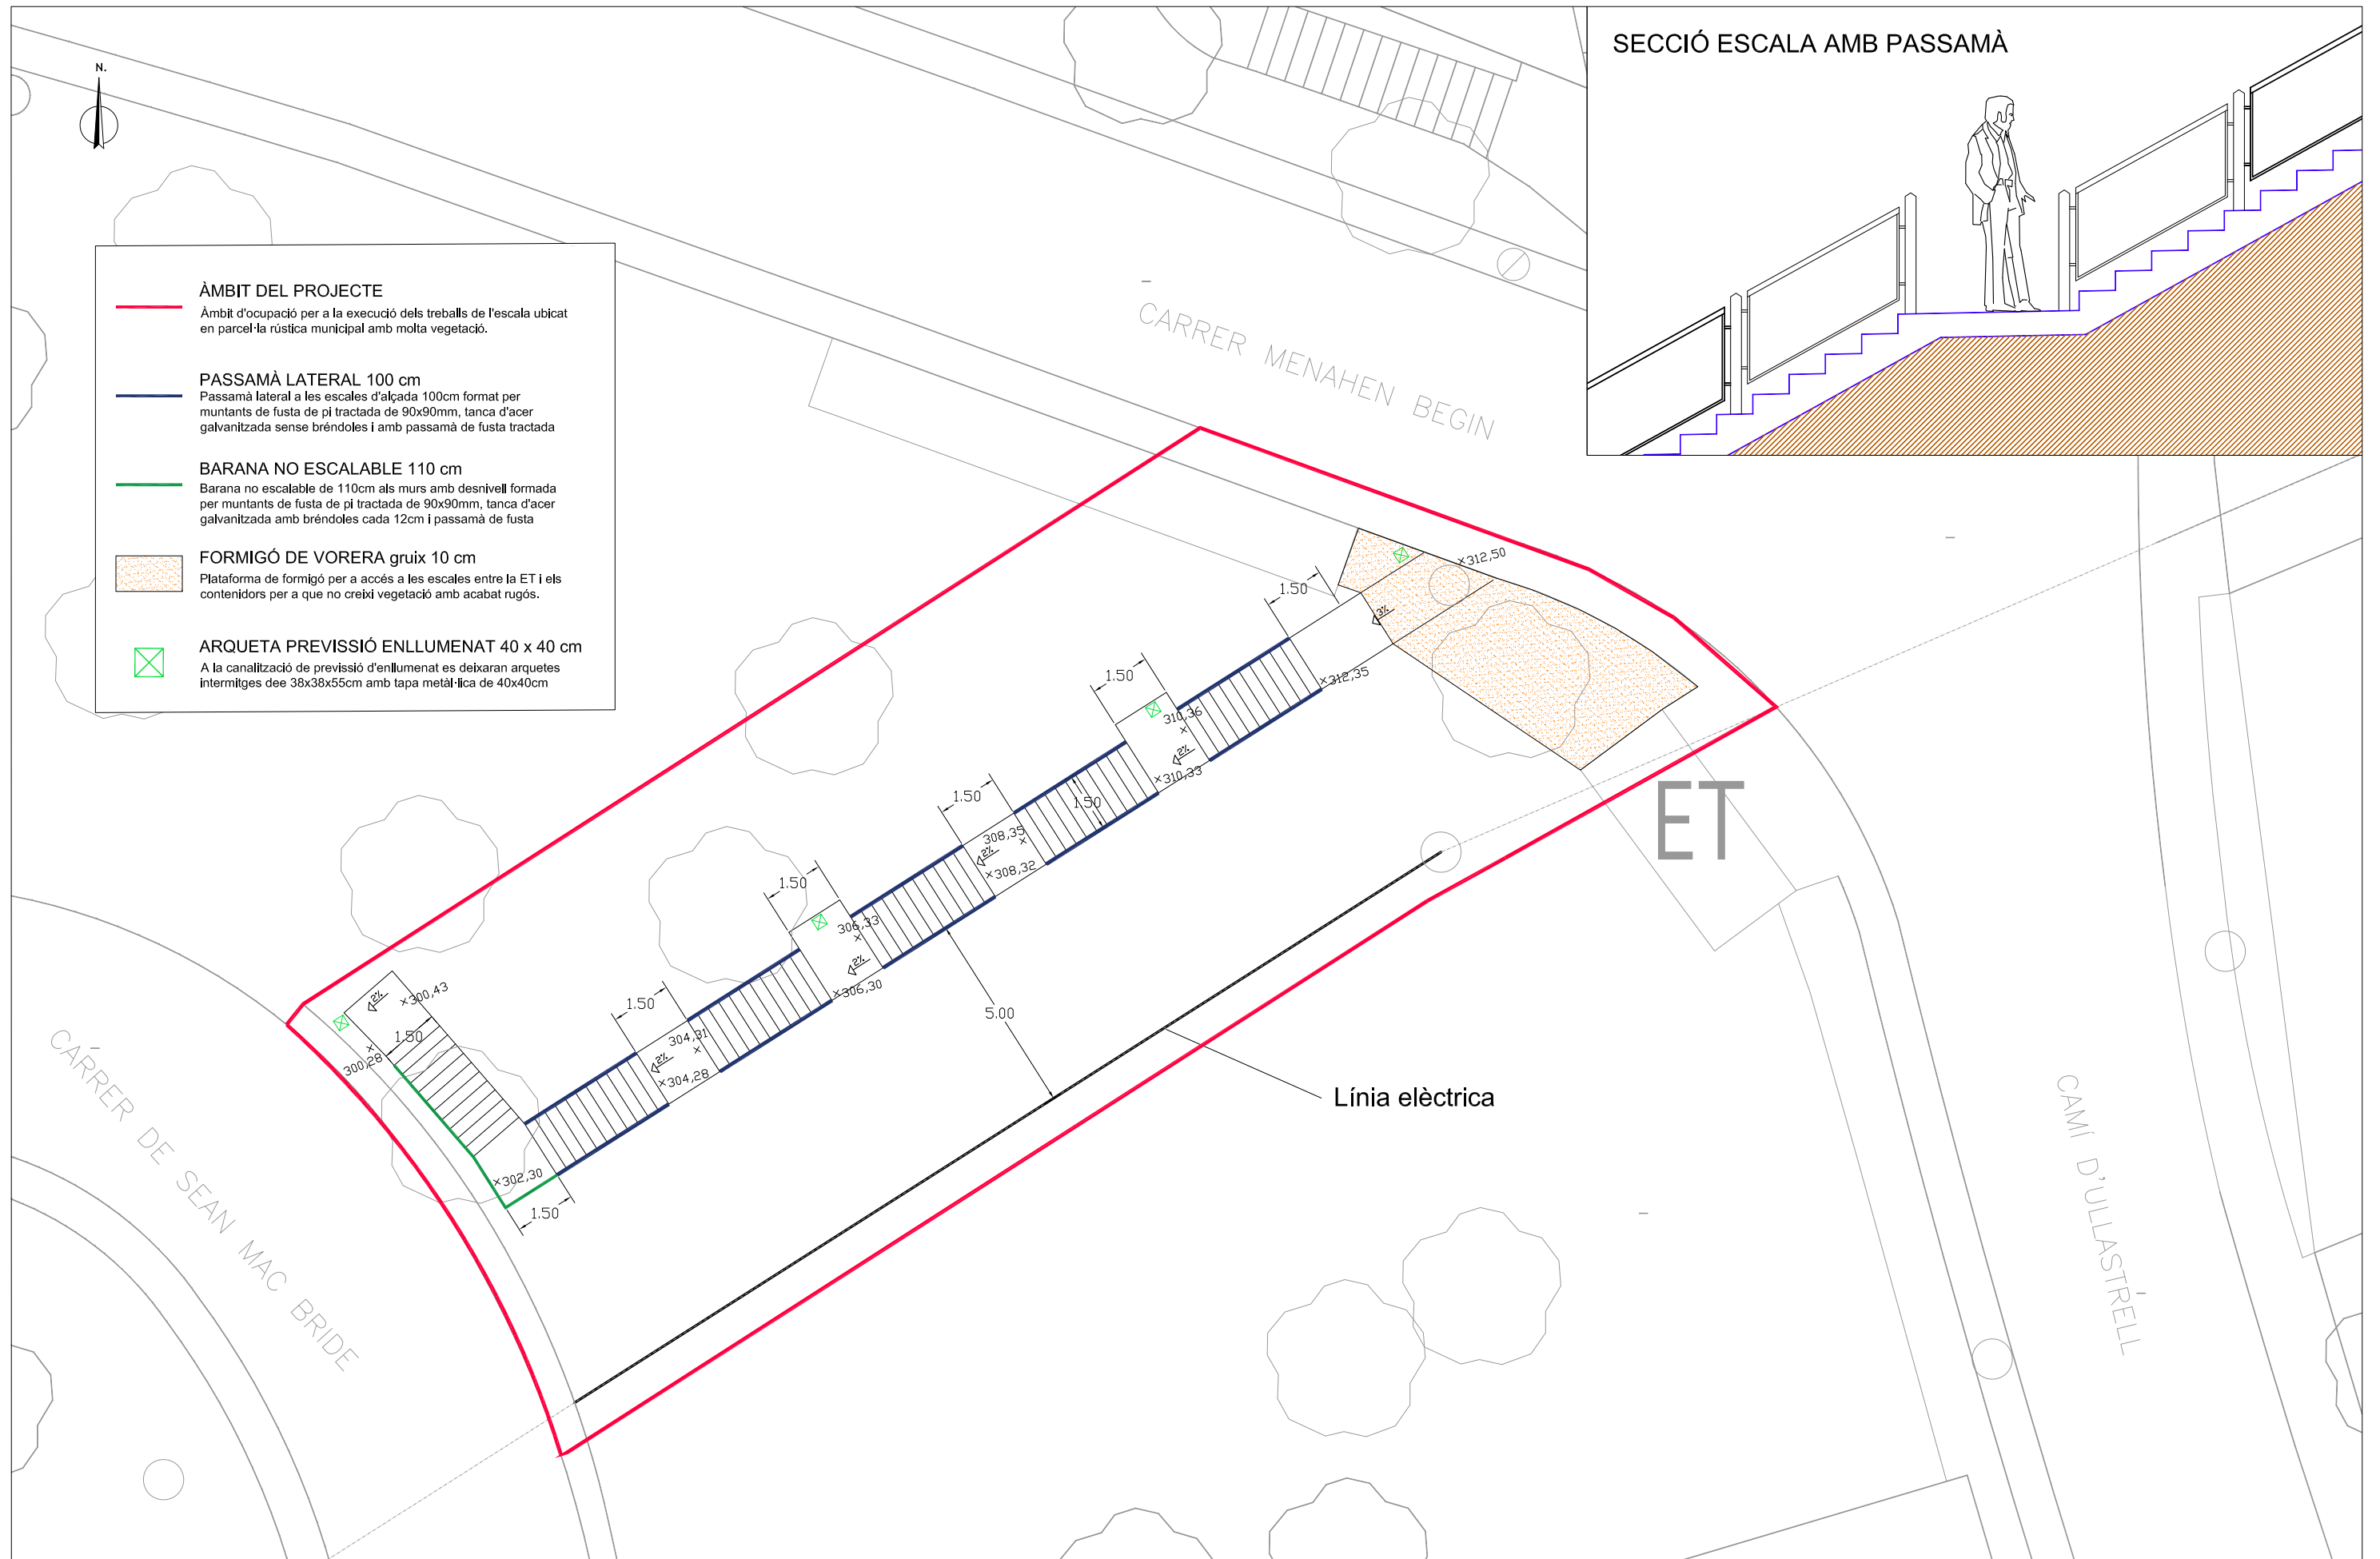 SECCIÓ ESCALA AMB PASSAMÀ
N.
ÀMBIT DEL PROJECTE
Àmbit d'ocupació per a la execució dels treballs de l'escala ubicat
en parcel·la rústica municipal amb molta vegetació.
PASSAMÀ LATERAL 100 cm
Passamà lateral a les escales d'alçada 100cm format per
muntants de fusta de pi tractada de 90x90mm, tanca d'acer
galvanitzada sense bréndoles i amb passamà de fusta tractada
BARANA NO ESCALABLE 110 cm
Barana no escalable de 110cm als murs amb desnivell formada
per muntants de fusta de pi tractada de 90x90mm, tanca d'acer
galvanitzada amb bréndoles cada 12cm i passamà de fusta
FORMIGÓ DE VORERA gruix 10 cm
Plataforma de formigó per a accés a les escales entre la ET i els
contenidors per a que no creixi vegetació amb acabat rugós.
ARQUETA PREVISSIÓ ENLLUMENAT 40 x 40 cm
A la canalització de previssió d'enllumenat es deixaran arquetes
intermitges dee 38x38x55cm amb tapa metàl·lica de 40x40cm
CARRER MENAHEN BEGIN
312,50
1.50
3%
312,35
1.50
310,36
2%
310,33
1.50
1.50
308,35
2%
308,32
ET
1.50
306,33
2%
306,30
1.50
304,31
2%
304,28
5.00
2%
300,43
1.50
300,28
302,30
1.50
Línia elèctrica
CARRER DE SEAN MAC BRIDE
CAMÍ D'ULLASTRELL